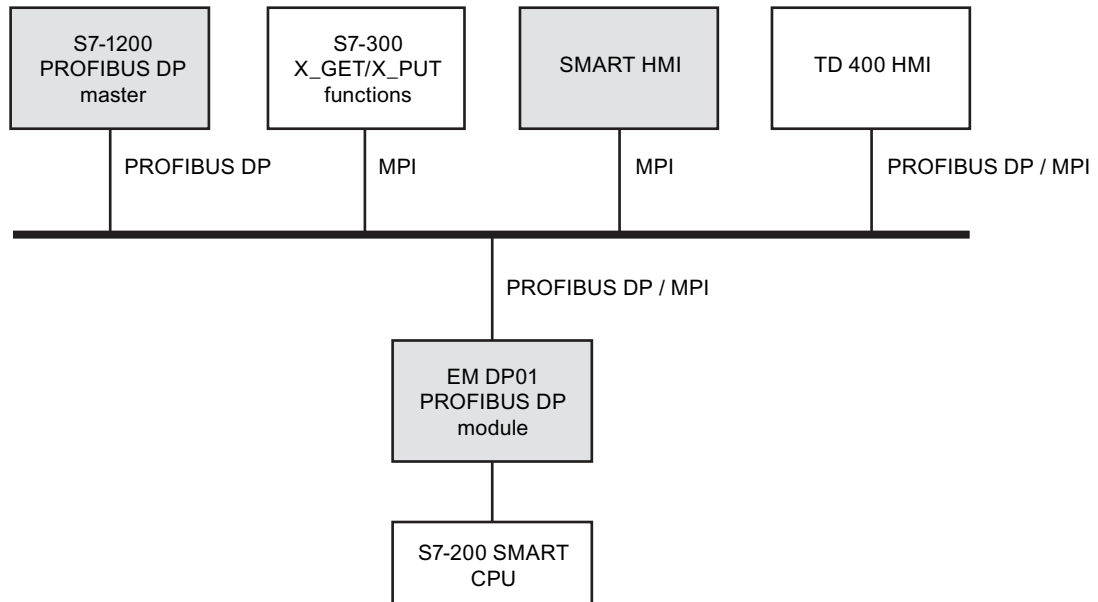 S7-1200
PROFIBUS DP
master
S7-300
X_GET/X_PUT
functions
SMART HMI
TD 400 HMI
PROFIBUS DP
MPI
MPI
PROFIBUS DP / MPI
PROFIBUS DP / MPI
EM DP01
PROFIBUS DP
module
S7-200 SMART
CPU